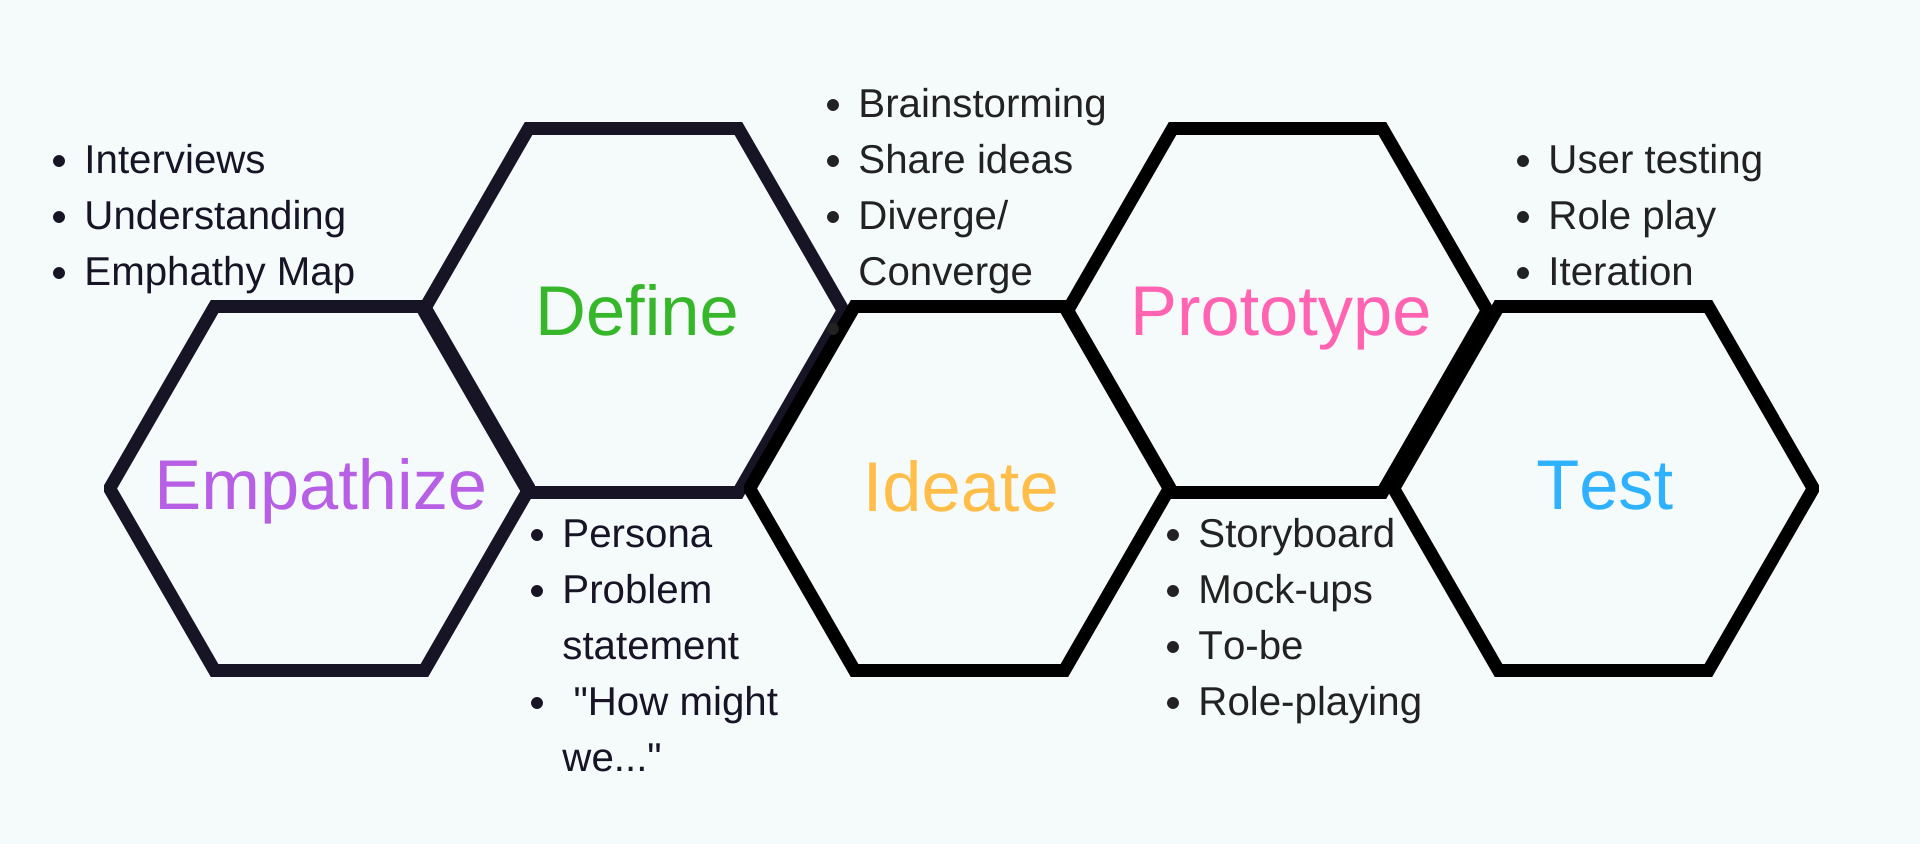 • Interviews
• Understanding
• Emphathy Map
Empathize
Define
• Persona
• Problem
statement
• "How might
we..."
• Brainstorming
• Share ideas
• Diverge/
Converge
Ideate
Prototype
• Storyboard
• Mock-ups
• To-be
• Role-playing
• User testing
• Role play
• Iteration
Test